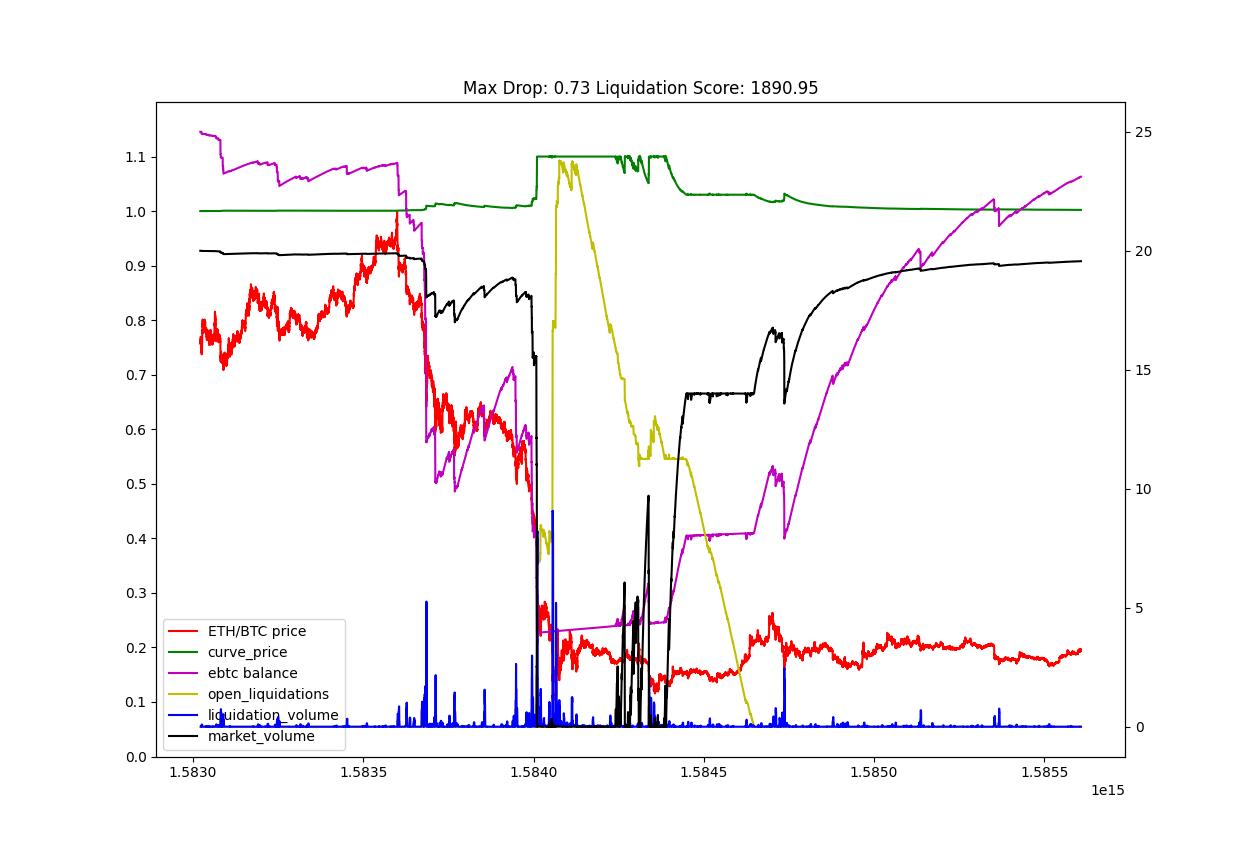 Max Drop: 0.73 Liquidation Score: 1890.95
1.1
1.0
0.9
0.8
0.7
0.6
0.5
0.4
0.3
0.2
0.1
0.0
25
20
15
10
5
0
ETH/BTC price
curve_price
ebtc balance
open_liquidations
liquidation_volume
market_volume
1.5830 1.5835 1.5840 1.5845 1.5850 1.5855
1e15